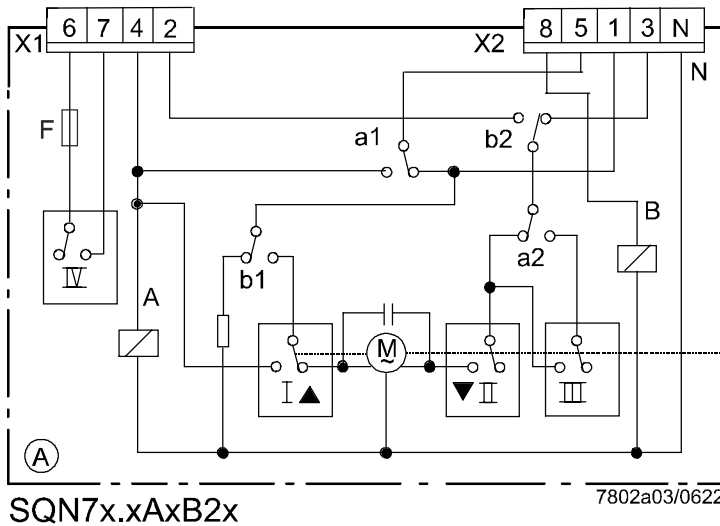 6 7 4 2
8 5 1 3 N
X1
X2
N
F
a1
b2
B
IV
A
b1
a2
M
~
I ▲
▼ II
III
A
7802a03/0622
SQN7x.xAxB2x